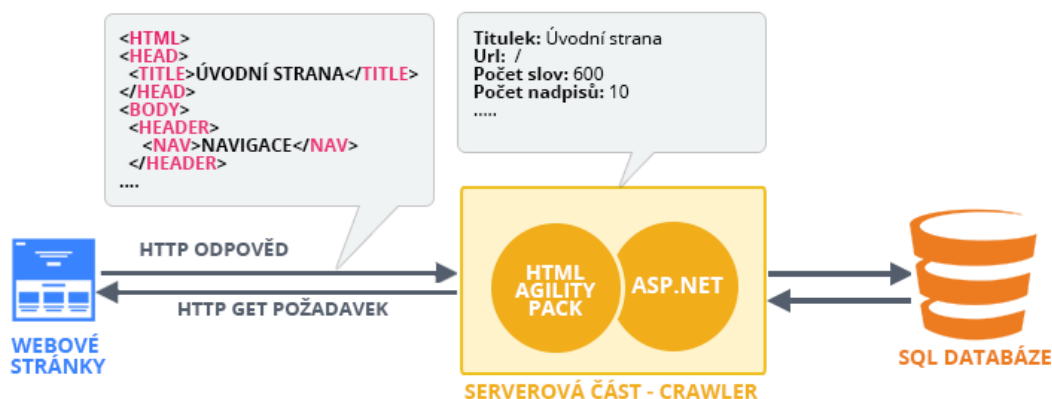 <HTML>
<HEAD>
<TITLE>ÚVODNÍ STRANA</TITLE>
</HEAD>
<BODY>
<HEADER>
<NAV>NAVIGACE</NAV>
</HEADER>
....
Titulek: Úvodní strana
Url: /
Počet slov: 600
Počet nadpisů: 10
.....
HTTP ODPOVĚD
HTTP GET POŽADAVEK
WEBOVÉ
STRÁNKY
HTML
AGILITY
PACK
ASP.NET
SERVEROVÁ ČÁST - CRAWLER
SQL DATABÁZE